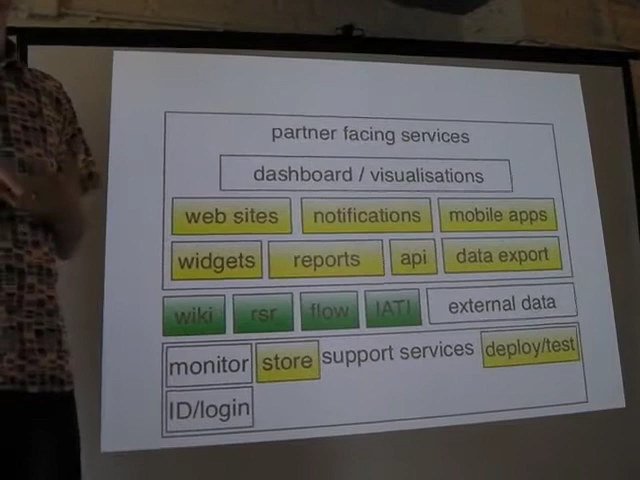 partner facing services
dashboard / visualisations
web sites notifications mobile apps
widgets reports api data export
wiki rsr flow IATI external data
monitor store support services deploy/test
ID/login